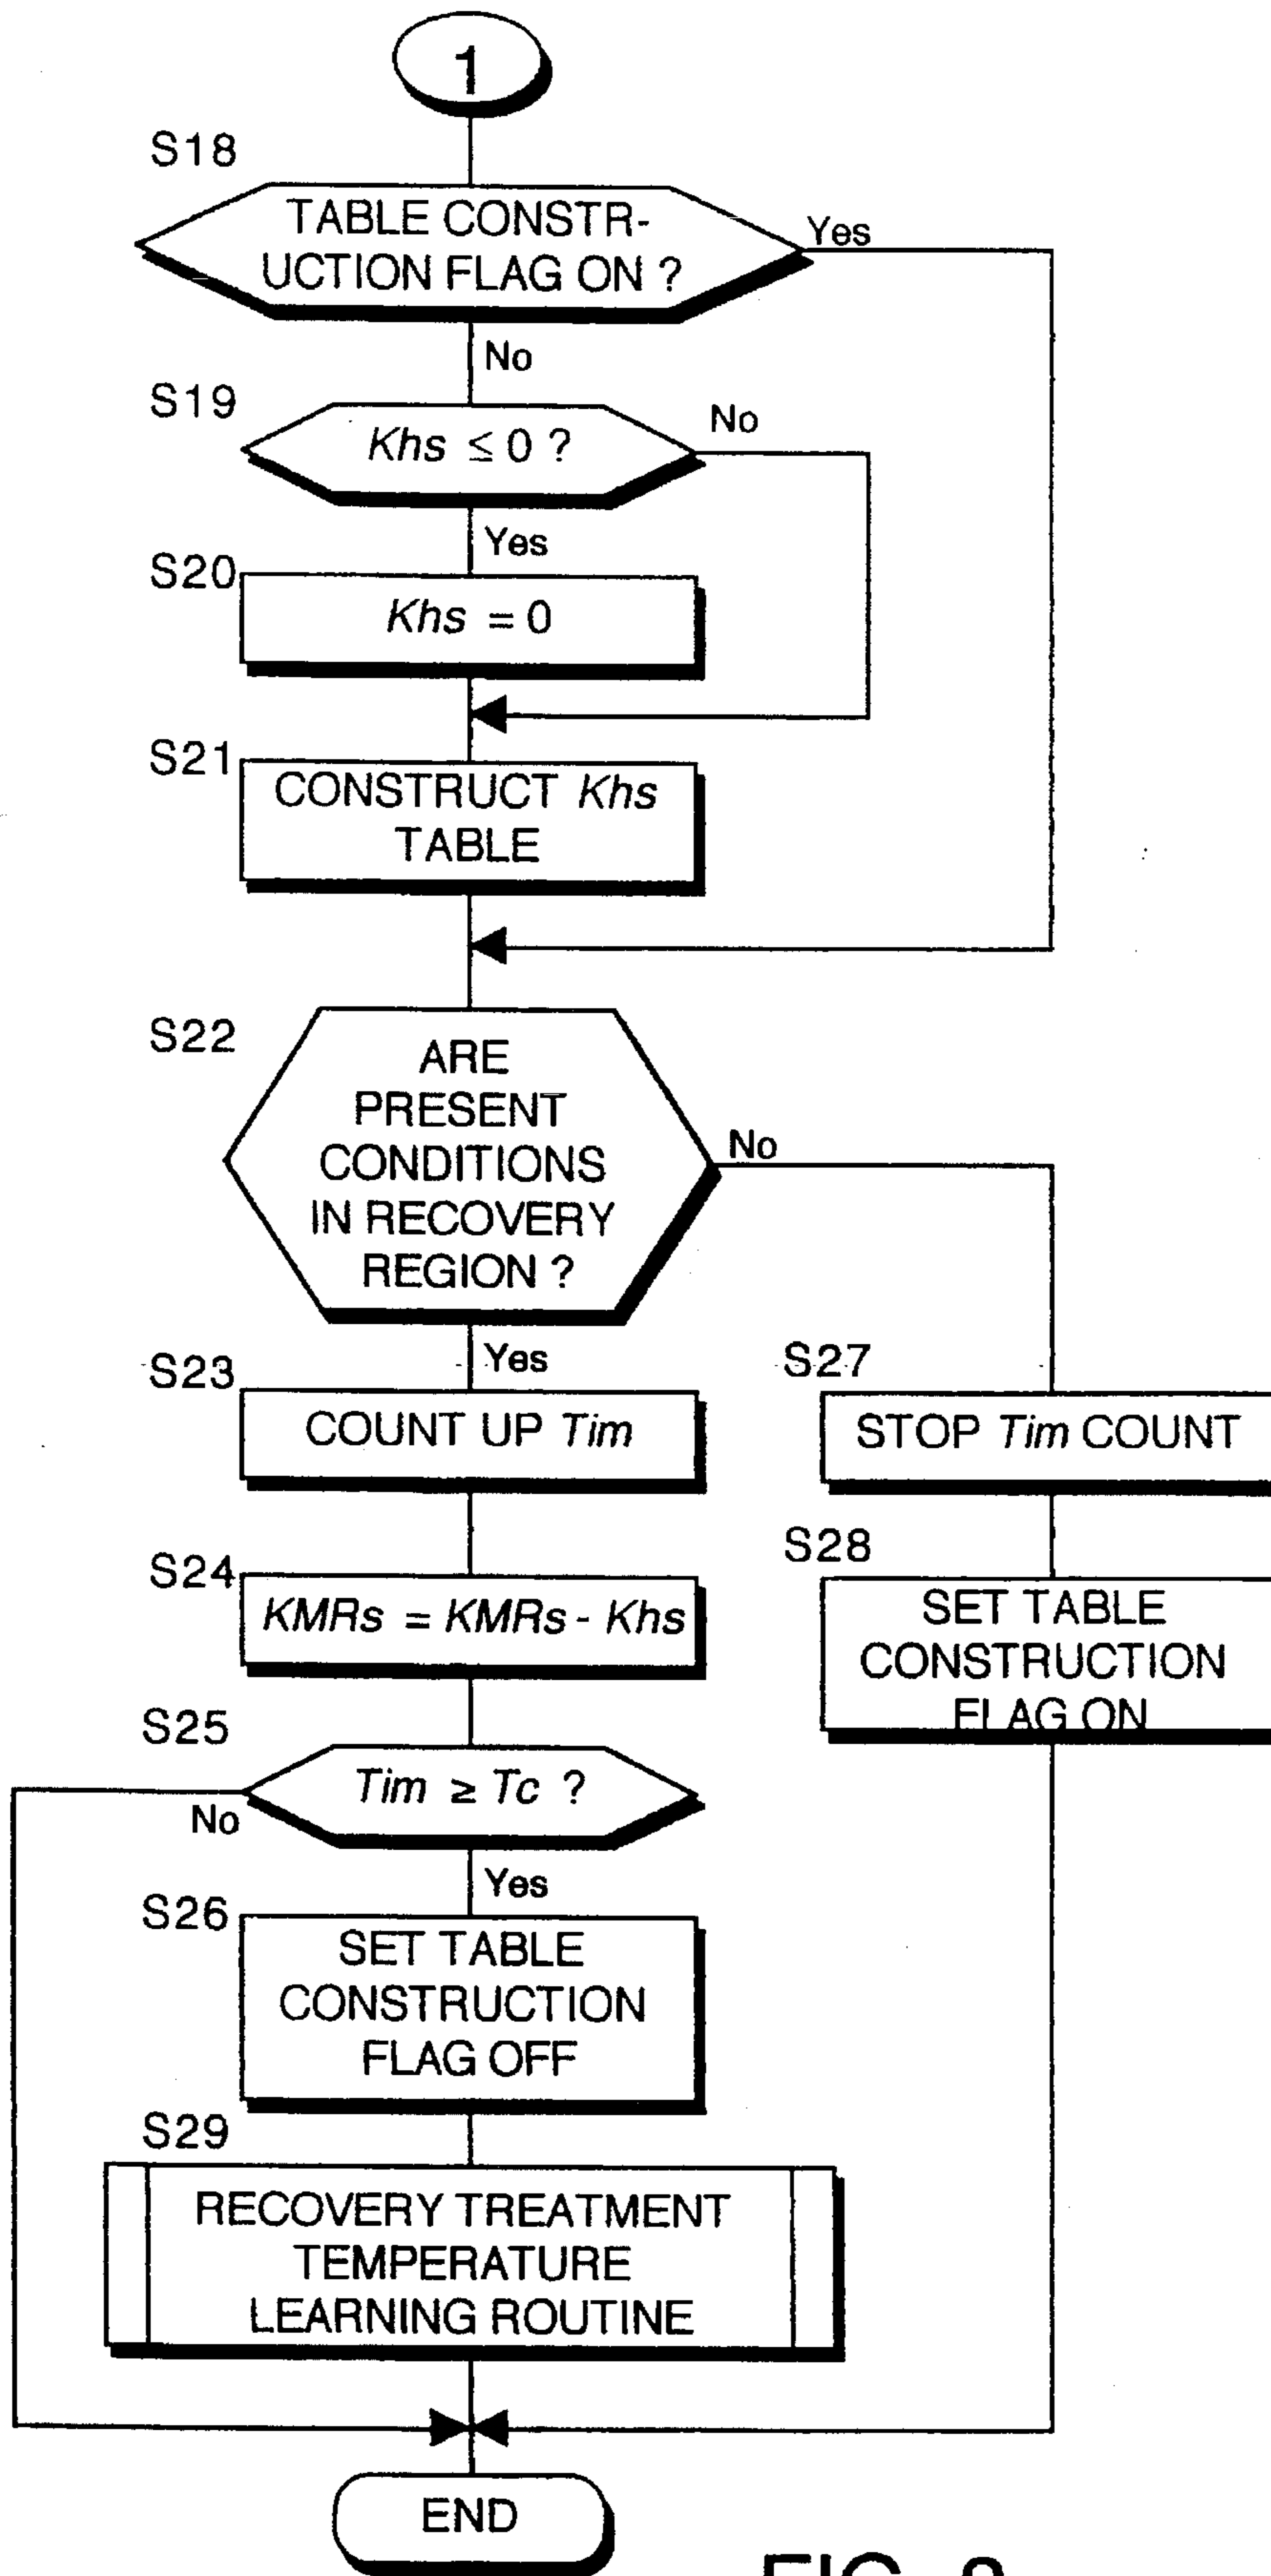 1
S18
TABLE CONSTR-
UCTION FLAG ON ?
Yes
No
S19
Khs ≤ 0 ?
No
Yes
S20
Khs = 0
S21
CONSTRUCT Khs
TABLE
S22
ARE
PRESENT
CONDITIONS
IN RECOVERY
REGION ?
No
Yes
S23
COUNT UP Tim
S27
STOP Tim COUNT
S24
KMRs = KMRs - Khs
S28
SET TABLE
CONSTRUCTION
FLAG ON
S25
Tim ≥ Tc ?
No
Yes
S26
SET TABLE
CONSTRUCTION
FLAG OFF
S29
RECOVERY TREATMENT
TEMPERATURE
LEARNING ROUTINE
END
FIG.